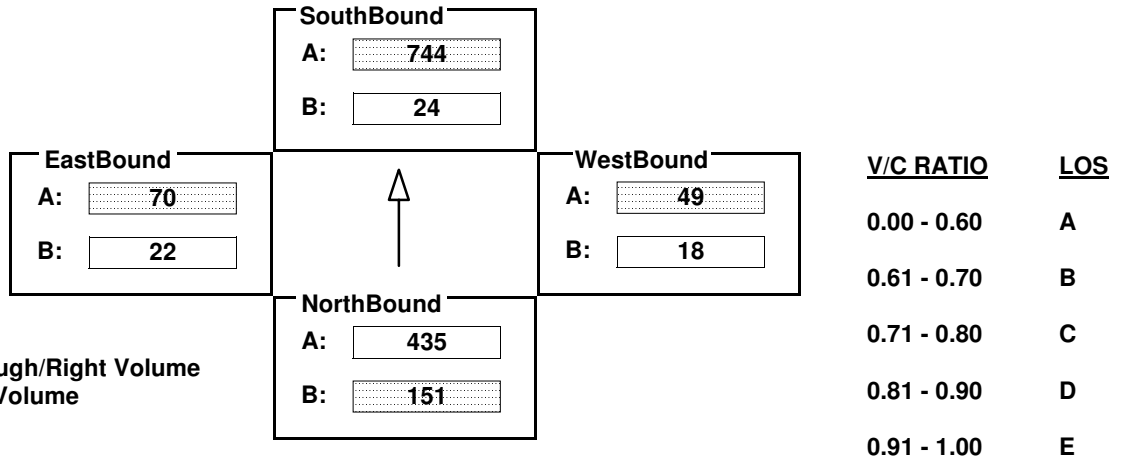 SouthBound
A: 744
B: 24
EastBound
A: 70
B: 22
WestBound
A: 49
B: 18
NorthBound
A: 435
B: 151
ugh/Right Volume
Volume
V/C RATIO LOS
0.00 - 0.60 A
0.61 - 0.70 B
0.71 - 0.80 C
0.81 - 0.90 D
0.91 - 1.00 E